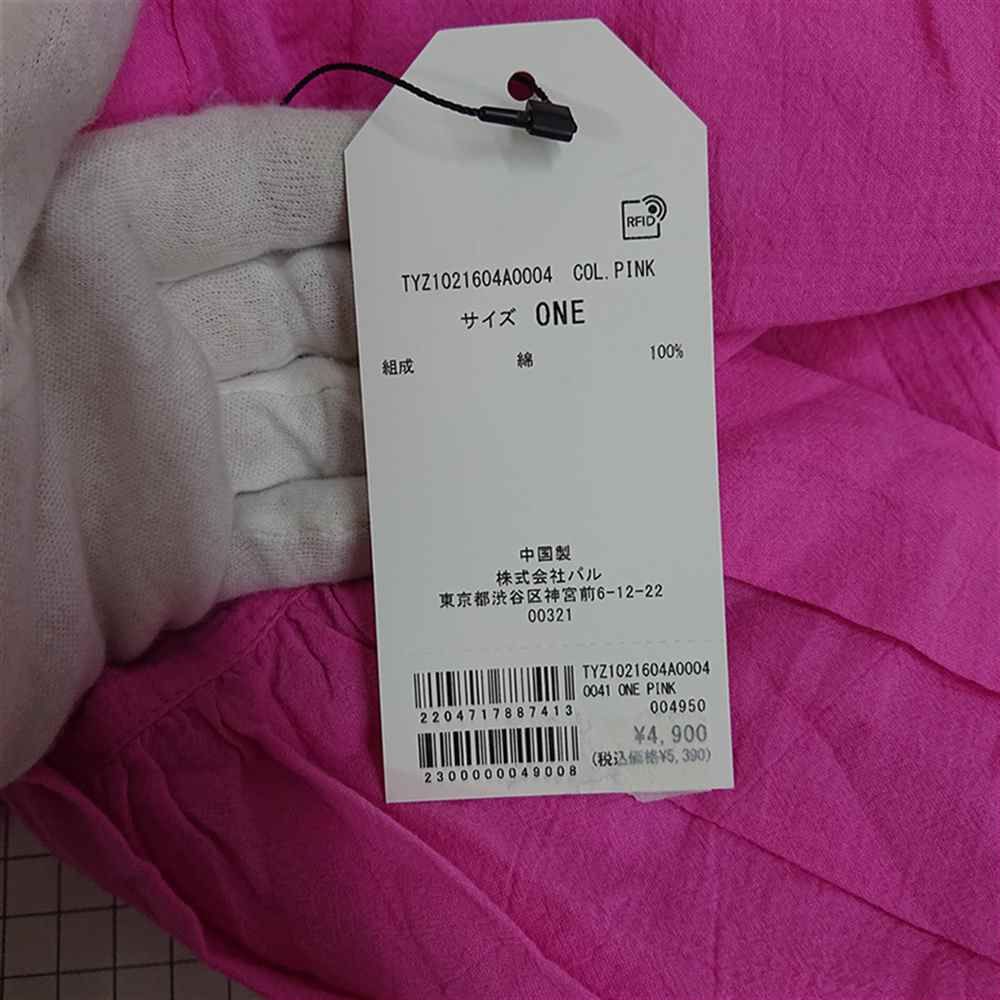 RFID
TYZ1021604A0004 COL.PINK
サイズ ONE
組成 綿 100%
中国製
株式会社パル
東京都渋谷区神宮前6-12-22
00321
TYZ1021604A0004
0041 ONE PINK
004950
2204717887413
¥4,900
(税込価格¥5,390)
2300000049008